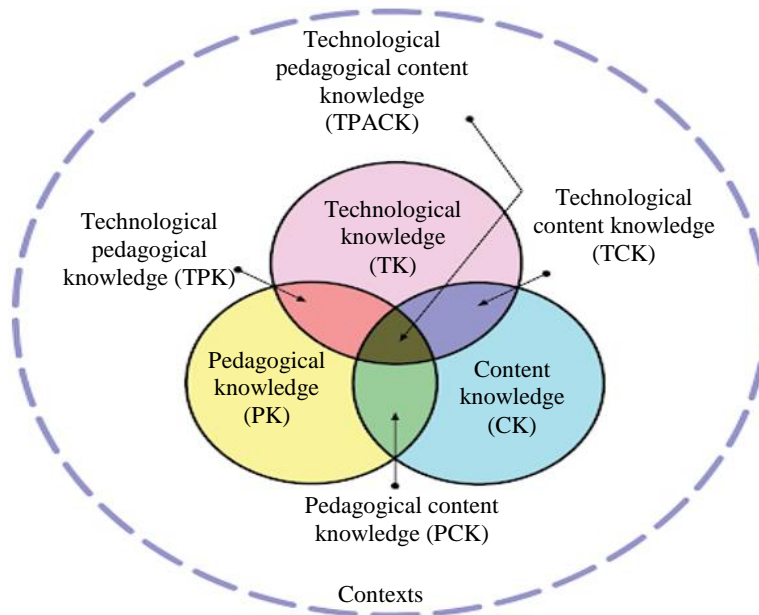 Technological
pedagogical content
knowledge
(TPACK)
Technological
knowledge
(TK)
Technological
content knowledge
(TCK)
Technological
pedagogical
knowledge (TPK)
Pedagogical
knowledge
(PK)
Content
knowledge
(CK)
Pedagogical content
knowledge (PCK)
Contexts